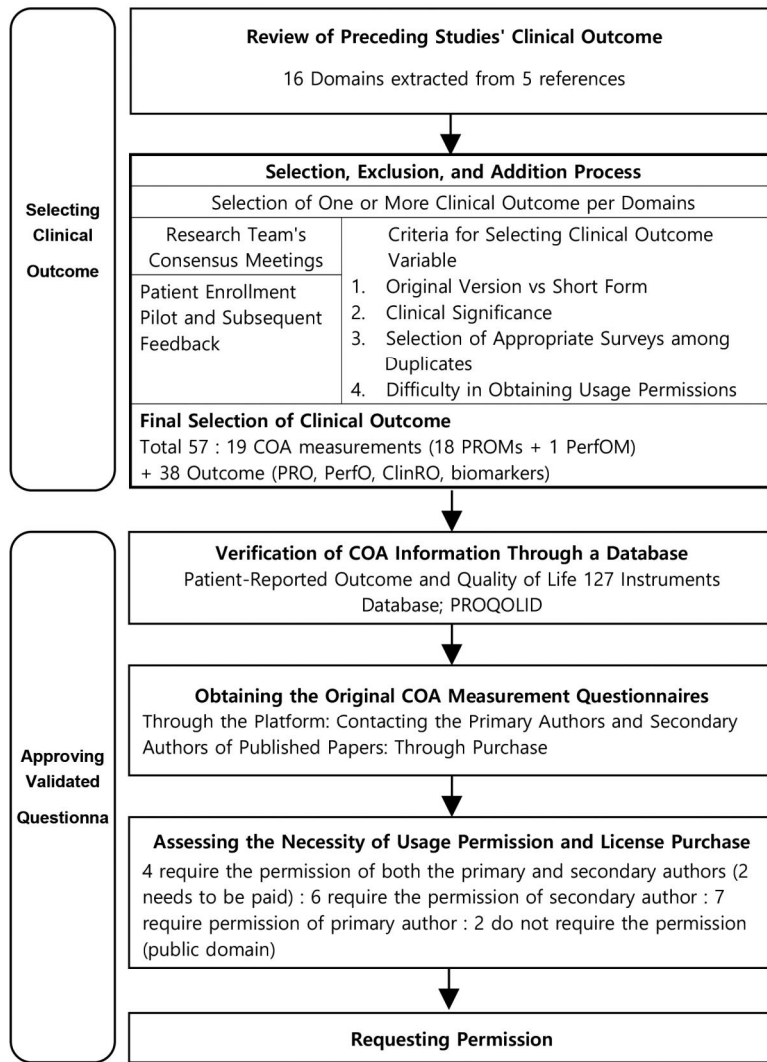 Selecting
Clinical
Outcome
Review of Preceding Studies' Clinical Outcome
16 Domains extracted from 5 references
Selection, Exclusion, and Addition Process
Selection of One or More Clinical Outcome per Domains
Research Team's
Consensus Meetings
Patient Enrollment
Pilot and Subsequent
Feedback
Criteria for Selecting Clinical Outcome
Variable
1. Original Version vs Short Form
2. Clinical Significance
3. Selection of Appropriate Surveys among
Duplicates
4. Difficulty in Obtaining Usage Permissions
Final Selection of Clinical Outcome
Total 57 : 19 COA measurements (18 PROMs + 1 PerfOM)
+ 38 Outcome (PRO, PerfO, ClinRO, biomarkers)
Approving
Validated
Questionna
Verification of COA Information Through a Database
Patient-Reported Outcome and Quality of Life 127 Instruments
Database; PROQOLID
Obtaining the Original COA Measurement Questionnaires
Through the Platform: Contacting the Primary Authors and Secondary
Authors of Published Papers: Through Purchase
Assessing the Necessity of Usage Permission and License Purchase
4 require the permission of both the primary and secondary authors (2
needs to be paid) : 6 require the permission of secondary author : 7
require permission of primary author : 2 do not require the permission
(public domain)
Requesting Permission